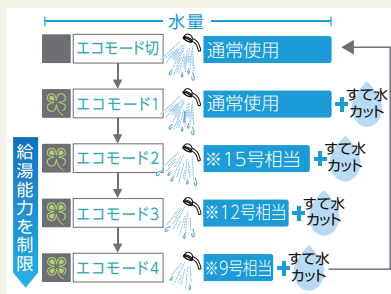 水量
エコモード切
通常使用
エコモード1
通常使用
+すて水
カット
エコモード2
※15号相当
+すて水
カット
エコモード3
※12号相当
+すて水
カット
エコモード4
※9号相当
+すて水
カット
給湯能力を制限